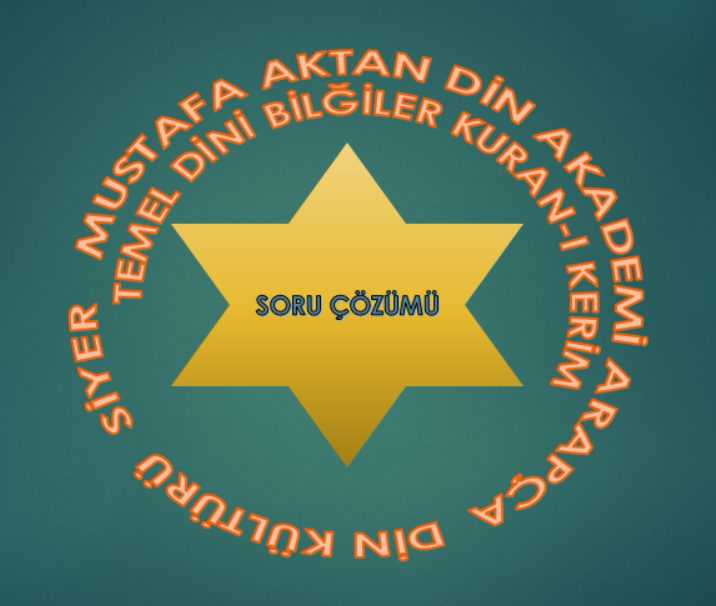 MUSTAFA AKTAN DİN AKADEMİ ARAPÇA DİN KÜLTÜRÜ SİYER
TEMEL DİNİ BİLĞİLER KURAN-I KERİM
SORU ÇÖZÜMÜ